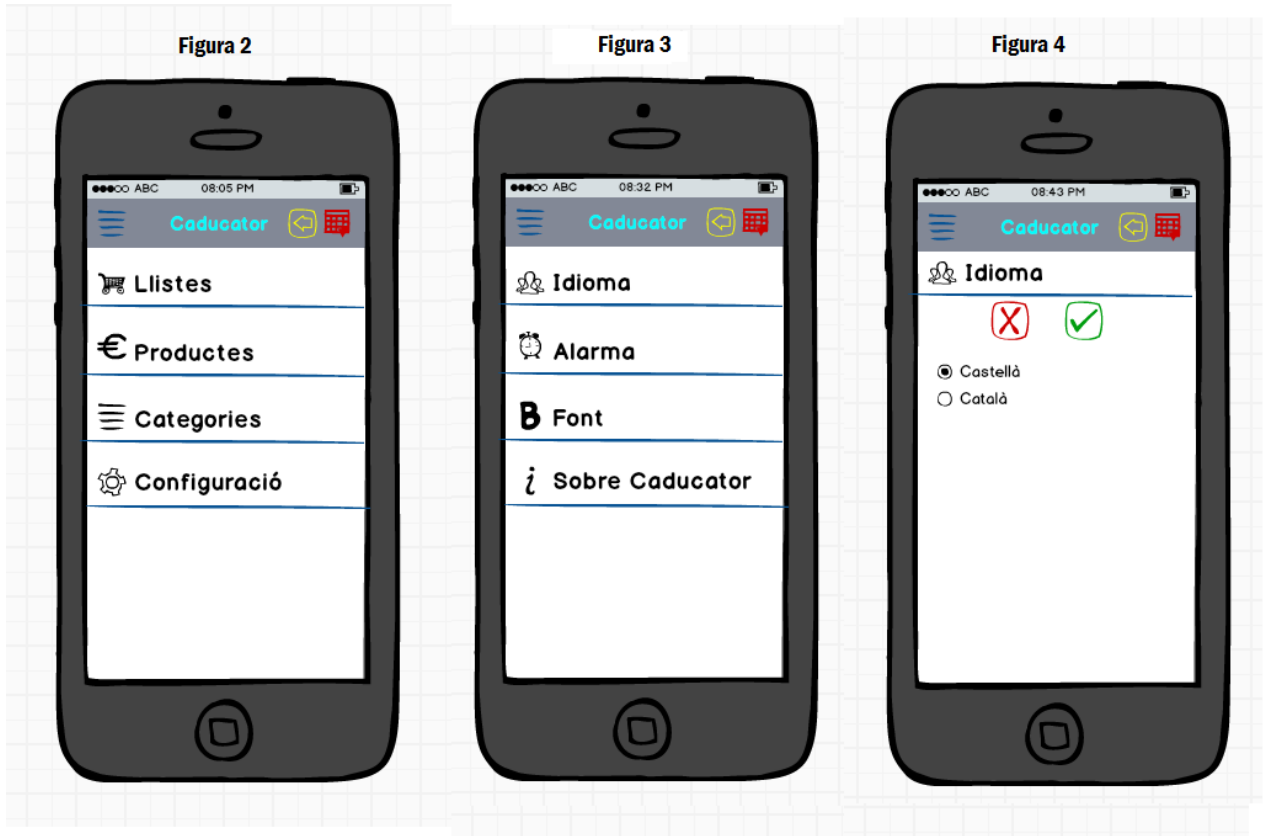 Figura 2
●●●○○ ABC 08:05 PM
Caducator
Llistes
€ Productes
Categories
Configuració
Figura 3
●●●○○ ABC 08:32 PM
Caducator
Idioma
Alarma
B Font
i Sobre Caducator
Figura 4
●●●○○ ABC 08:43 PM
Caducator
Idioma
Castellà
Català